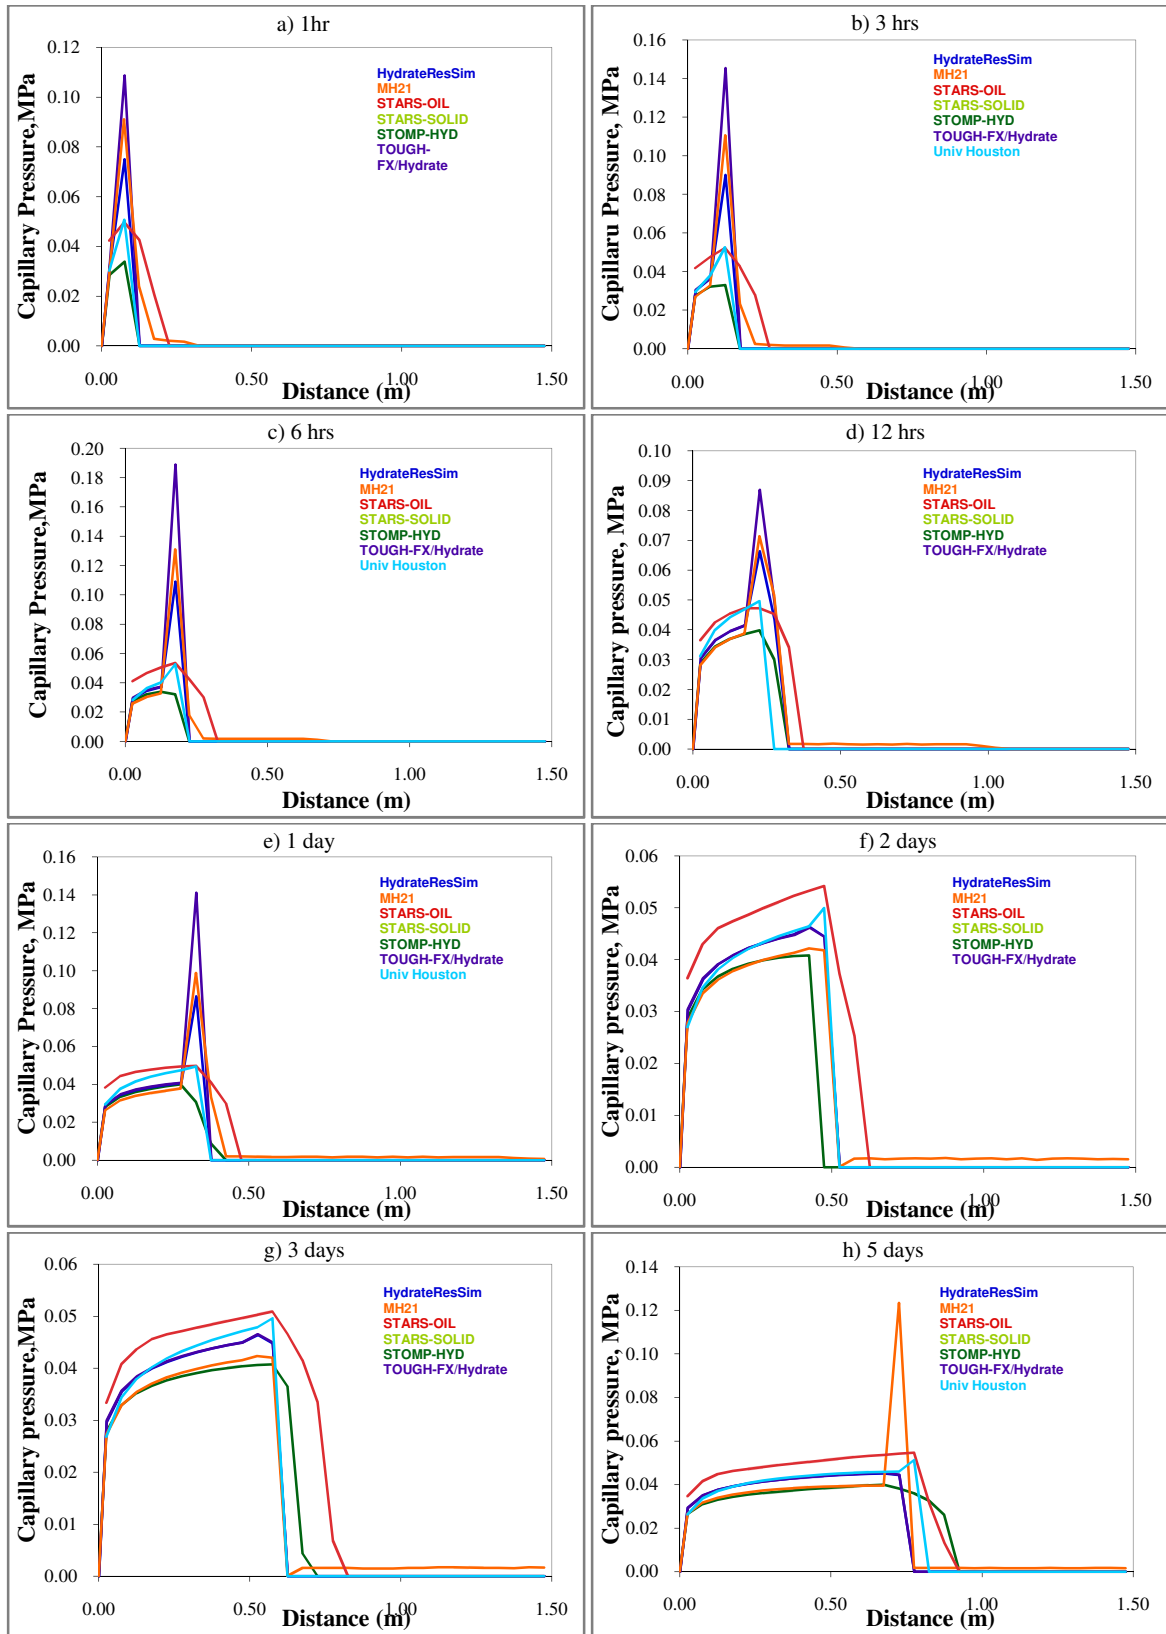 a) 1hr
Capillary Pressure,MPa
0.12
0.10
0.08
0.06
0.04
0.02
0.00
HydrateResSim
MH21
STARS-OIL
STARS-SOLID
STOMP-HYD
TOUGH-
FX/Hydrate
0.00
0.50
1.00
1.50
Distance (m)
b) 3 hrs
Capillaru Pressure, MPa
0.16
0.14
0.12
0.10
0.08
0.06
0.04
0.02
0.00
HydrateResSim
MH21
STARS-OIL
STARS-SOLID
STOMP-HYD
TOUGH-FX/Hydrate
Univ Houston
0.00
0.50
1.00
1.50
Distance (m)
c) 6 hrs
Capillary Pressure,MPa
0.20
0.18
0.16
0.14
0.12
0.10
0.08
0.06
0.04
0.02
0.00
HydrateResSim
MH21
STARS-OIL
STARS-SOLID
STOMP-HYD
TOUGH-FX/Hydrate
Univ Houston
0.00
0.50
1.00
1.50
Distance (m)
d) 12 hrs
Capillary pressure, MPa
0.10
0.09
0.08
0.07
0.06
0.05
0.04
0.03
0.02
0.01
0.00
HydrateResSim
MH21
STARS-OIL
STARS-SOLID
STOMP-HYD
TOUGH-FX/Hydrate
0.00
0.50
1.00
1.50
Distance (m)
e) 1 day
Capillary Pressure, MPa
0.16
0.14
0.12
0.10
0.08
0.06
0.04
0.02
0.00
HydrateResSim
MH21
STARS-OIL
STARS-SOLID
STOMP-HYD
TOUGH-FX/Hydrate
Univ Houston
0.00
0.50
1.00
1.50
Distance (m)
f) 2 days
Capillary pressure, MPa
0.06
0.05
0.04
0.03
0.02
0.01
0.00
HydrateResSim
MH21
STARS-OIL
STARS-SOLID
STOMP-HYD
TOUGH-FX/Hydrate
0.00
0.50
1.00
1.50
Distance (m)
g) 3 days
Capillary pressure,MPa
0.06
0.05
0.04
0.03
0.02
0.01
0.00
HydrateResSim
MH21
STARS-OIL
STARS-SOLID
STOMP-HYD
TOUGH-FX/Hydrate
0.00
0.50
1.00
1.50
Distance (m)
h) 5 days
Capillary pressure, MPa
0.14
0.12
0.10
0.08
0.06
0.04
0.02
0.00
HydrateResSim
MH21
STARS-OIL
STARS-SOLID
STOMP-HYD
TOUGH-FX/Hydrate
Univ Houston
0.00
0.50
1.00
1.50
Distance (m)